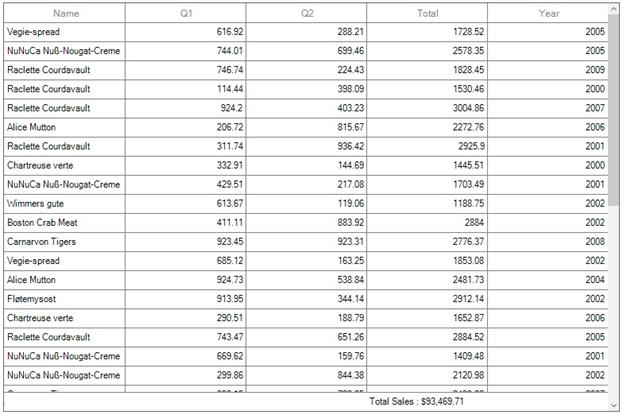 Name Q1 Q2 Total Year
Vegie-spread 616.92 288.21 1728.52 2005
NuNuCa Nuß-Nougat-Creme 744.01 699.46 2578.35 2005
Raclette Courdavault 746.74 224.43 1828.45 2009
Raclette Courdavault 114.44 398.09 1530.46 2000
Raclette Courdavault 924.2 403.23 3004.86 2007
Alice Mutton 206.72 815.67 2272.76 2006
Raclette Courdavault 311.74 936.42 2925.9 2001
Chartreuse verte 332.91 144.69 1445.51 2000
NuNuCa Nuß-Nougat-Creme 429.51 217.08 1703.49 2001
Wimmers gute 613.67 119.06 1188.75 2002
Boston Crab Meat 411.11 883.92 2884 2002
Carnarvon Tigers 923.45 923.31 2776.37 2008
Vegie-spread 685.12 163.25 1853.08 2002
Alice Mutton 924.73 538.84 2481.73 2004
Fløtemysost 913.95 344.14 2912.14 2002
Chartreuse verte 290.51 188.79 1652.87 2006
Raclette Courdavault 743.47 651.26 2884.52 2005
NuNuCa Nuß-Nougat-Creme 669.62 159.76 1409.48 2001
NuNuCa Nuß-Nougat-Creme 299.86 844.38 2120.98 2002
Total Sales : $93,469.71